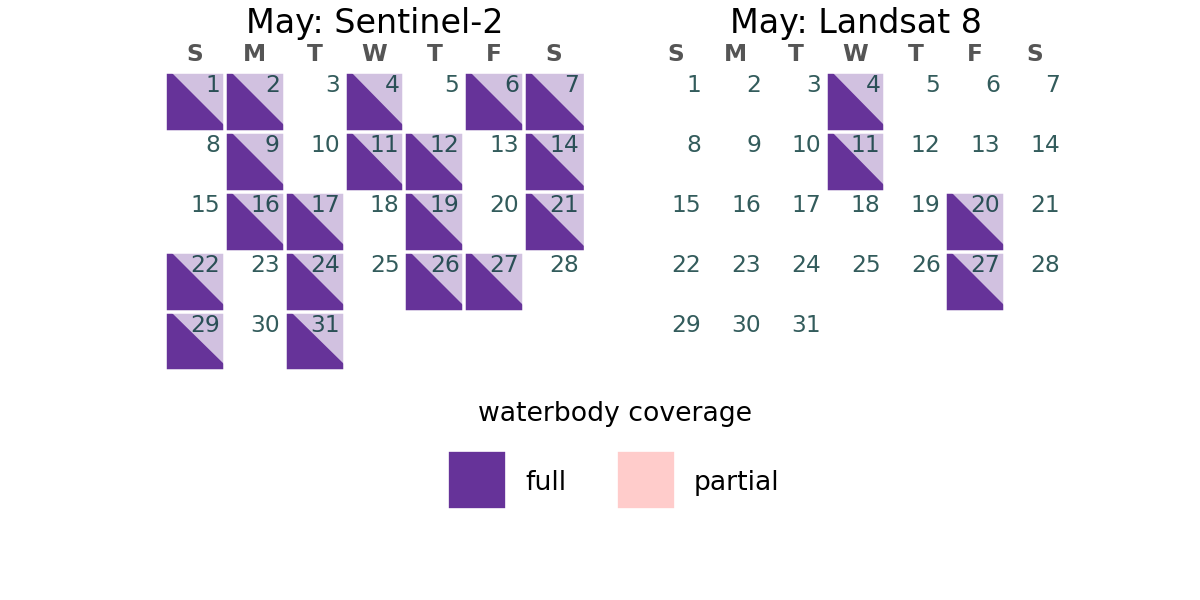 May: Sentinel-2
S M T W T F S
1 2 3 4 5 6 7
8 9 10 11 12 13 14
15 16 17 18 19 20 21
22 23 24 25 26 27 28
29 30 31
May: Landsat 8
S M T W T F S
1 2 3 4 5 6 7
8 9 10 11 12 13 14
15 16 17 18 19 20 21
22 23 24 25 26 27 28
29 30 31
waterbody coverage
full partial